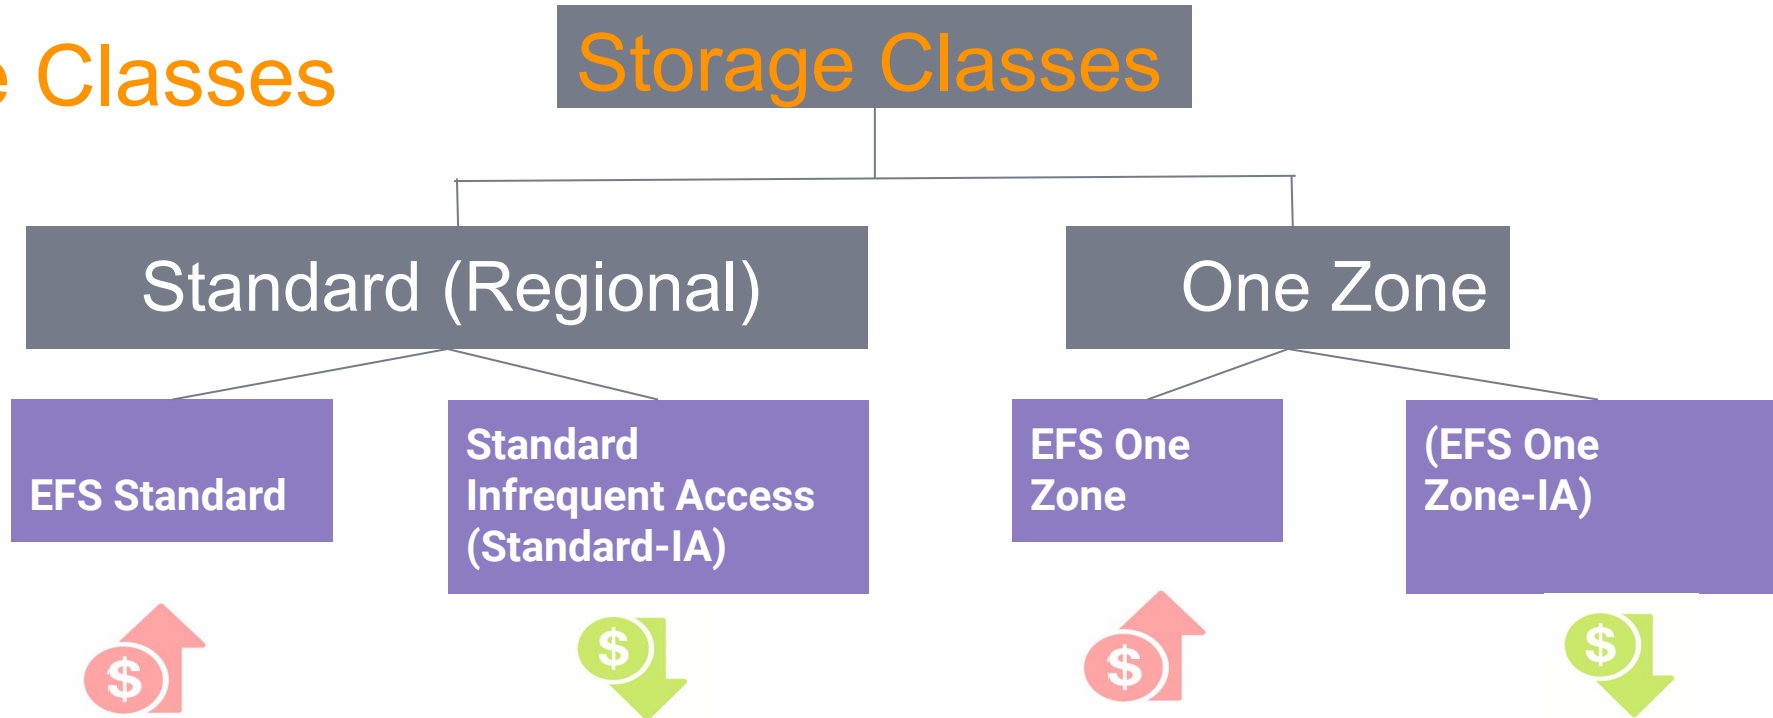 e Classes
Storage Classes
Standard (Regional)
One Zone
EFS Standard
Standard
Infrequent Access
(Standard-IA)
EFS One
Zone
(EFS One
Zone-IA)
$
$
$
$